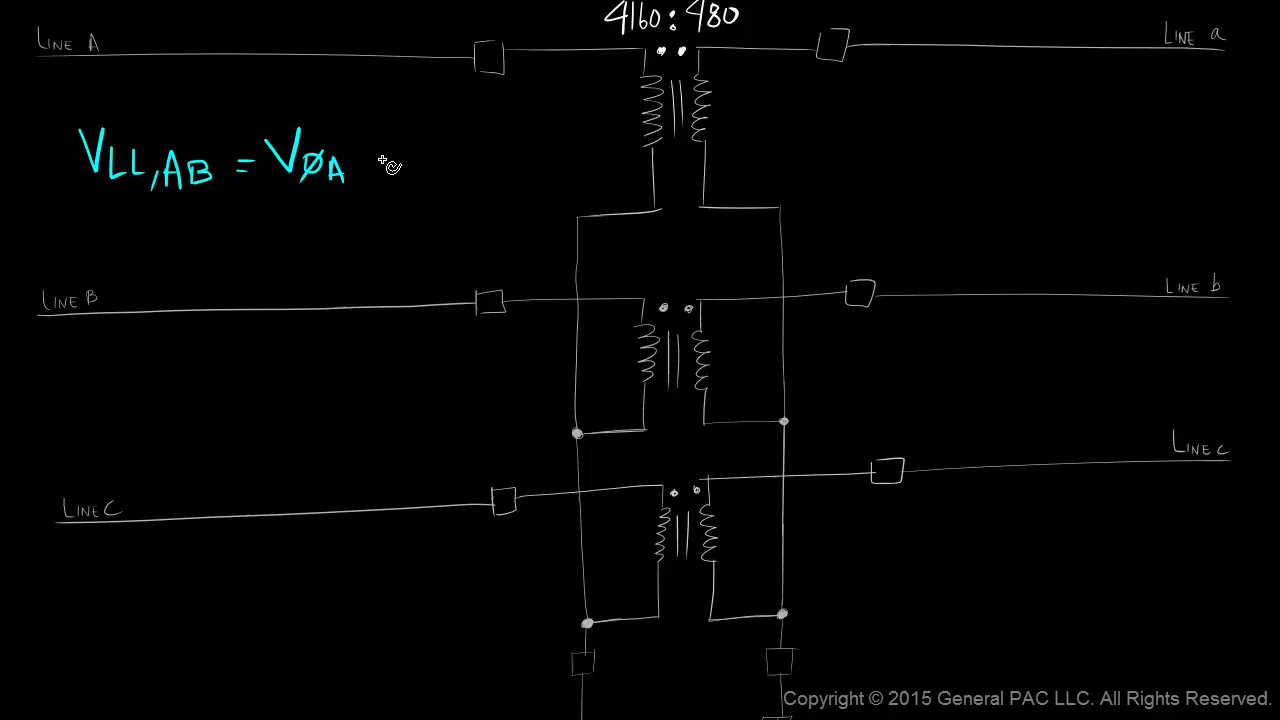 4160:480
LINE A
LINE a
VLL,AB = VØA
LINE B
LINE b
LINE C
LINE c
Copyright © 2015 General PAC LLC. All Rights Reserved.